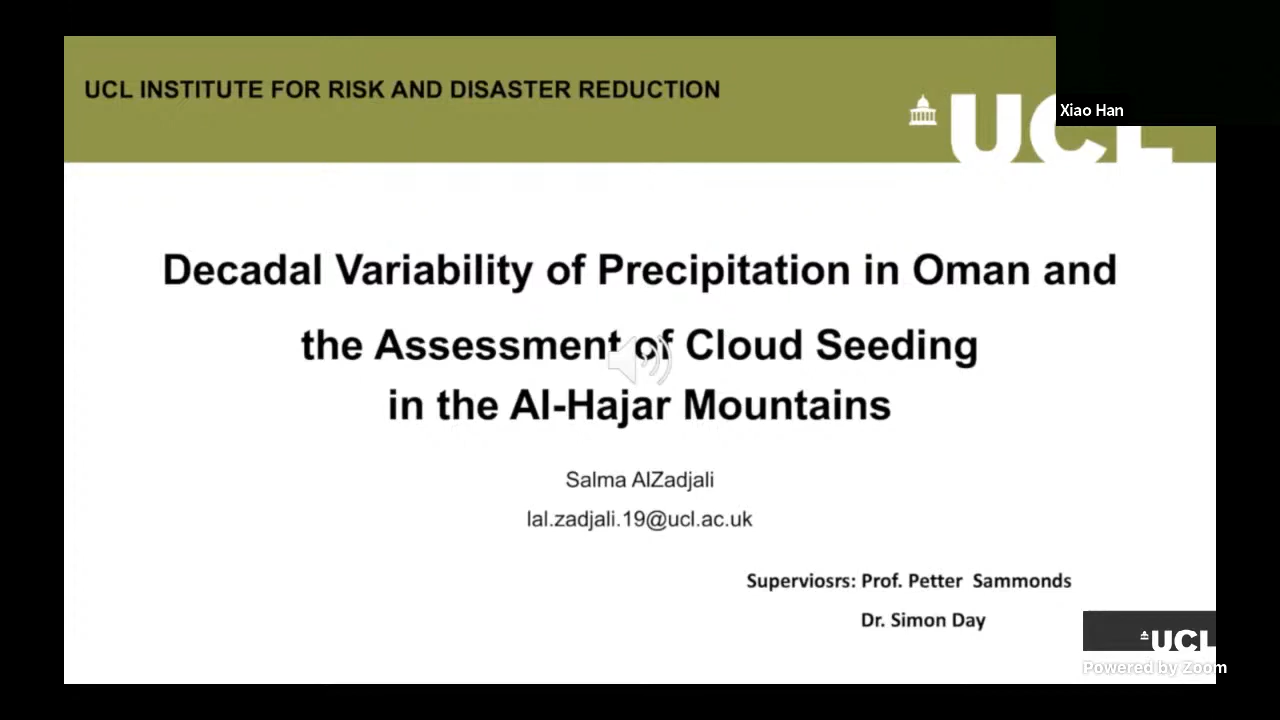 UCL INSTITUTE FOR RISK AND DISASTER REDUCTION
UCL
Xiao Han
Decadal Variability of Precipitation in Oman and
the Assessment of Cloud Seeding
in the Al-Hajar Mountains
Salma AlZadjali
lal.zadjali.19@ucl.ac.uk
Superviosrs: Prof. Petter Sammonds
Dr. Simon Day
UCL
Powered by Zoom